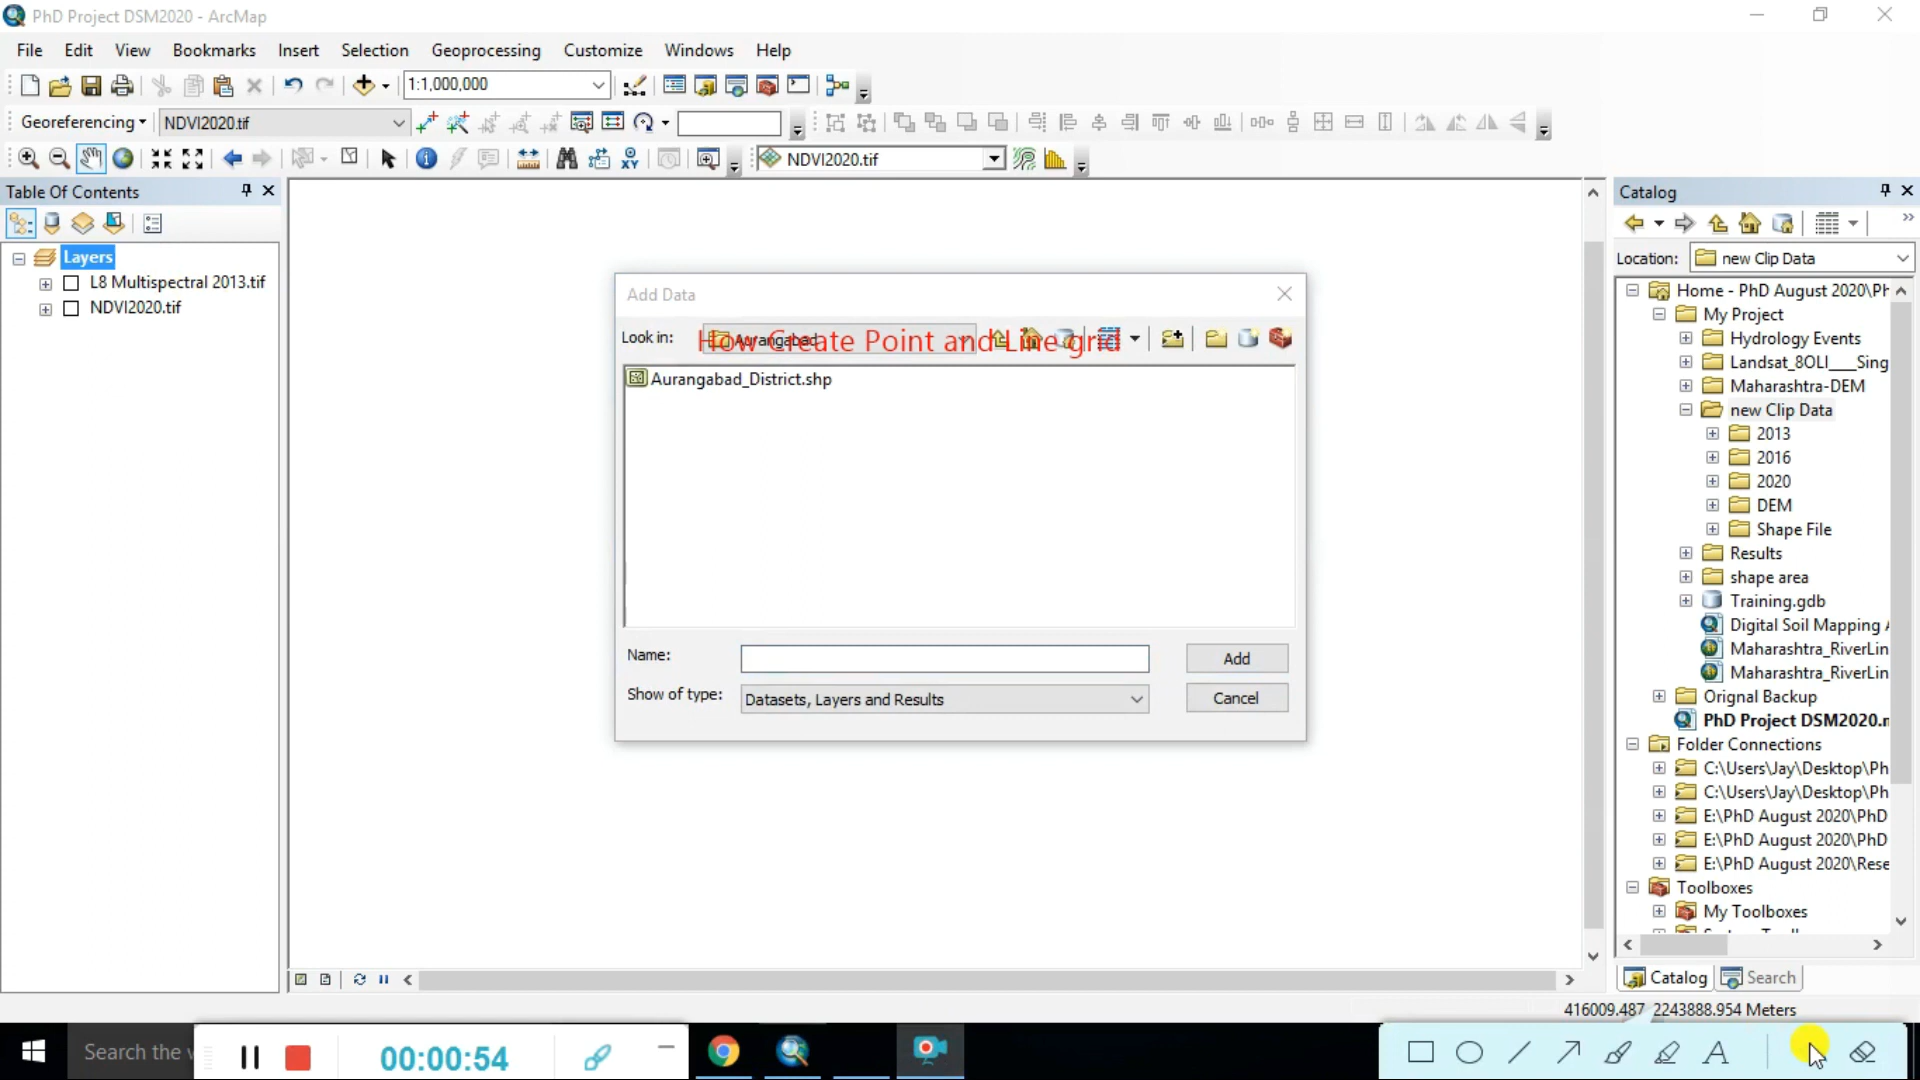 PhD Project DSM2020 - ArcMap
File Edit View Bookmarks Insert Selection Geoprocessing Customize Windows Help
1:1,000,000
Georeferencing NDVI2020.tif
NDVI2020.tif
Table Of Contents
Layers
L8 Multispectral 2013.tif
NDVI2020.tif
Add Data
Look in: Aurangabad
How Create Point and Line grid
Aurangabad_District.shp
Name:
Add
Show of type: Datasets, Layers and Results
Cancel
Catalog
Location: new Clip Data
Home - PhD August 2020\Ph
My Project
Hydrology Events
Landsat_8OLI___Sing
Maharashtra-DEM
new Clip Data
2013
2016
2020
DEM
Shape File
Results
shape area
Training.gdb
Digital Soil Mapping
Maharashtra_RiverLin
Maharashtra_RiverLin
Orignal Backup
PhD Project DSM2020.
Folder Connections
C:\Users\Jay\Desktop\Ph
C:\Users\Jay\Desktop\Ph
E:\PhD August 2020\PhD
E:\PhD August 2020\PhD
E:\PhD August 2020\Rese
Toolboxes
My Toolboxes
Catalog Search
416009.487 2243888.954 Meters
Search the
00:00:54